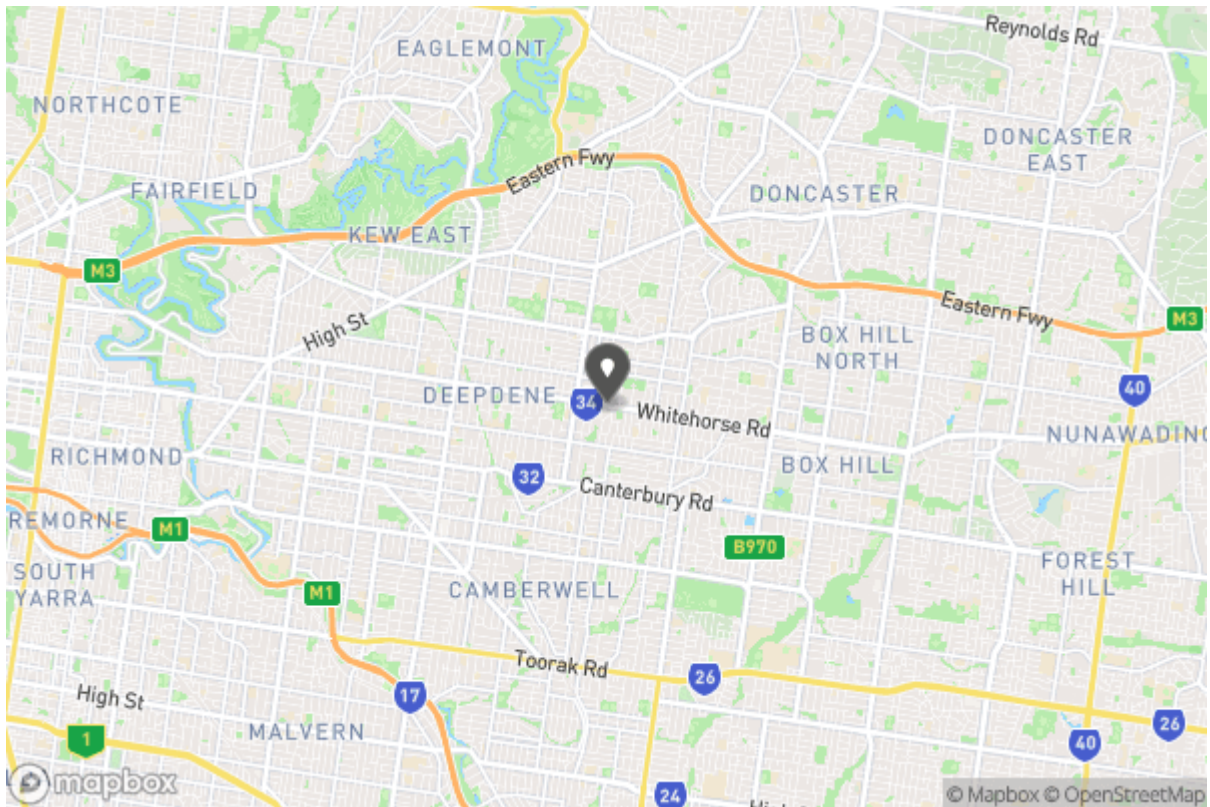 Reynolds Rd
EAGLEMONT
NORTHCOTE
DONCASTER
EAST
Eastern Fwy
FAIRFIELD
DONCASTER
KEW EAST
M3
Eastern Fwy
M3
High St
BOX HILL
NORTH
40
DEEPDENE
34
Whitehorse Rd
NUNAWADING
RICHMOND
BOX HILL
32
Canterbury Rd
REMORNE
M1
B970
FOREST
HILL
SOUTH
YARRA
M1
CAMBERWELL
Toorak Rd
26
High St
17
26
MALVERN
1
40
mapbox
24
High St
© Mapbox © OpenStreetMap